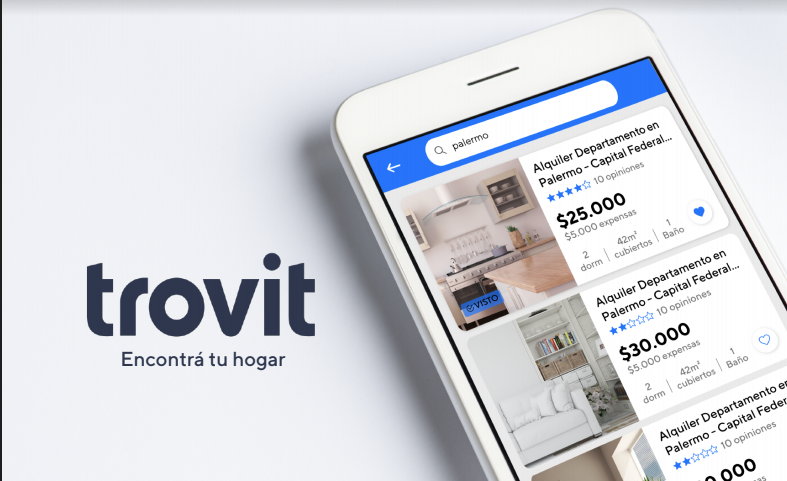 trovit
Encontrá tu hogar
palermo
Alquiler Departamento en
Palermo - Capital Federal...
10 opiniones
$25.000
$5.000 expensas
2
dorm
42m²
cubiertos
1
Baño
VISTO
Alquiler Departamento en
Palermo - Capital Federal...
10 opiniones
$30.000
$5.000 expensas
2
dorm
42m²
cubiertos
1
Baño
Alquiler Departamento en
Palermo - Capital
10 opiniones